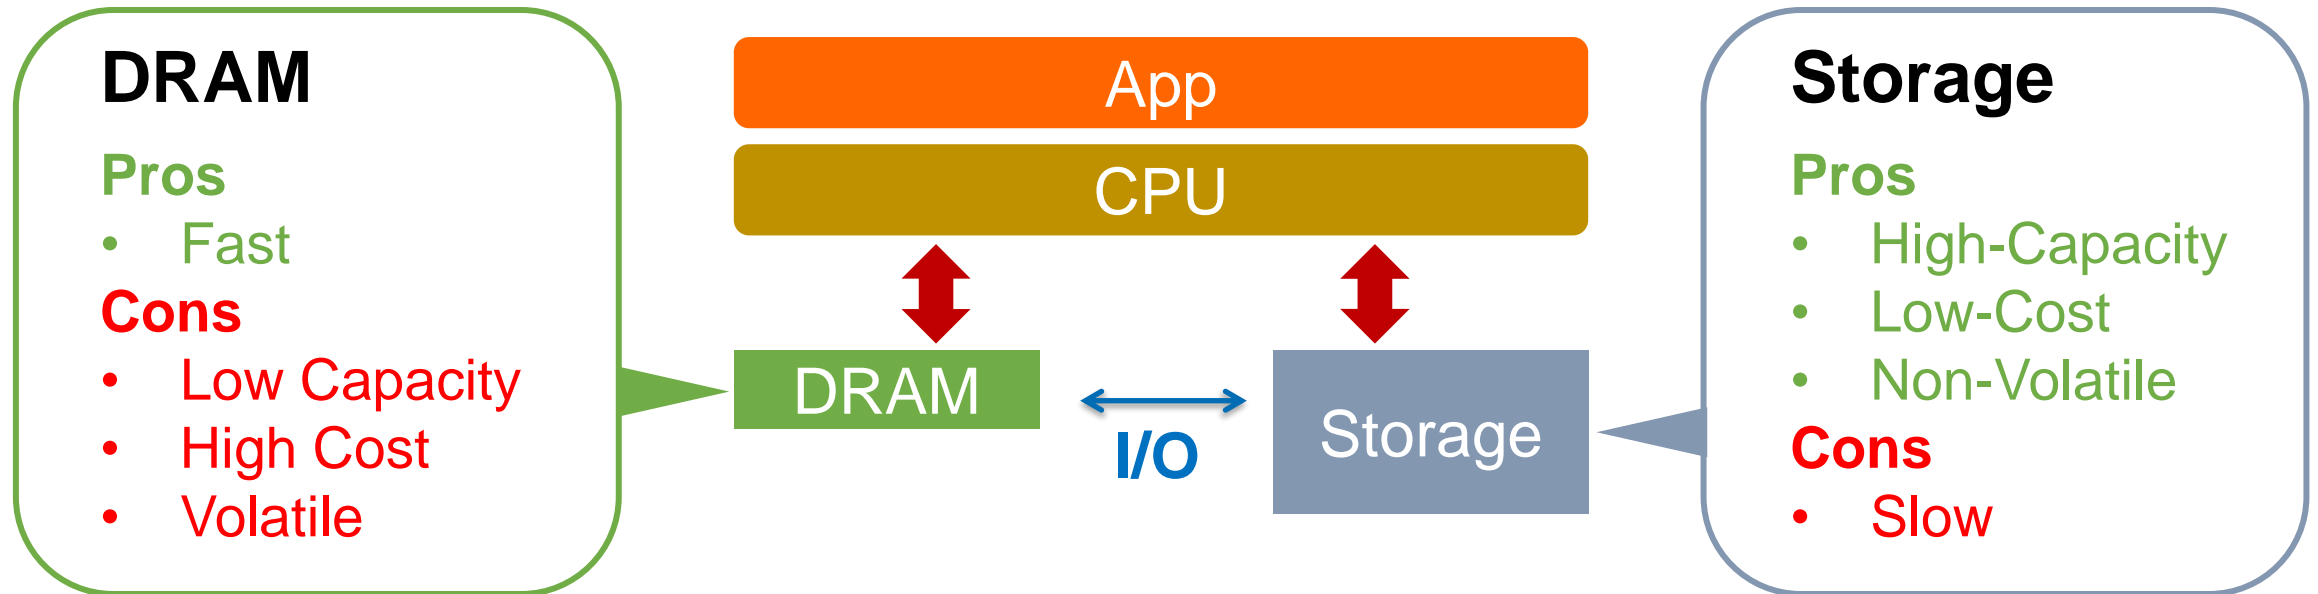 DRAM
Pros
• Fast
Cons
• Low Capacity
• High Cost
• Volatile
App
CPU
DRAM
I/O
Storage
Storage
Pros
• High-Capacity
• Low-Cost
• Non-Volatile
Cons
• Slow